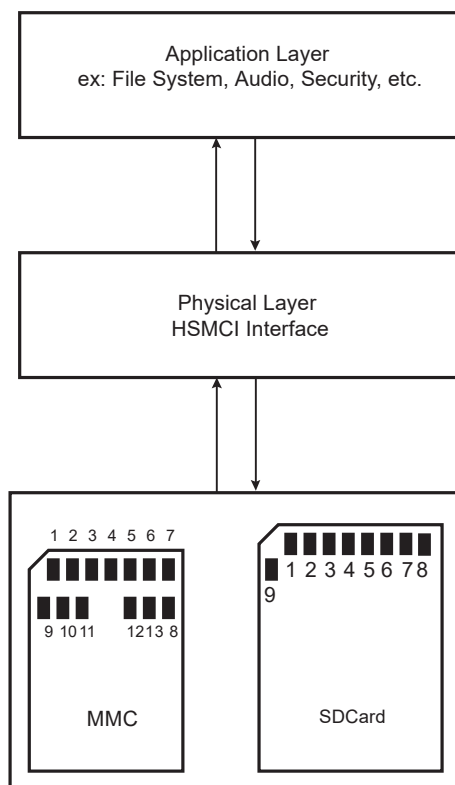 Application Layer
ex: File System, Audio, Security, etc.
Physical Layer
HSMCI Interface
1 2 3 4 5 6 7
9 10 11 12 13 8
MMC
1 2 3 4 5 6 7 8
9
SDCard